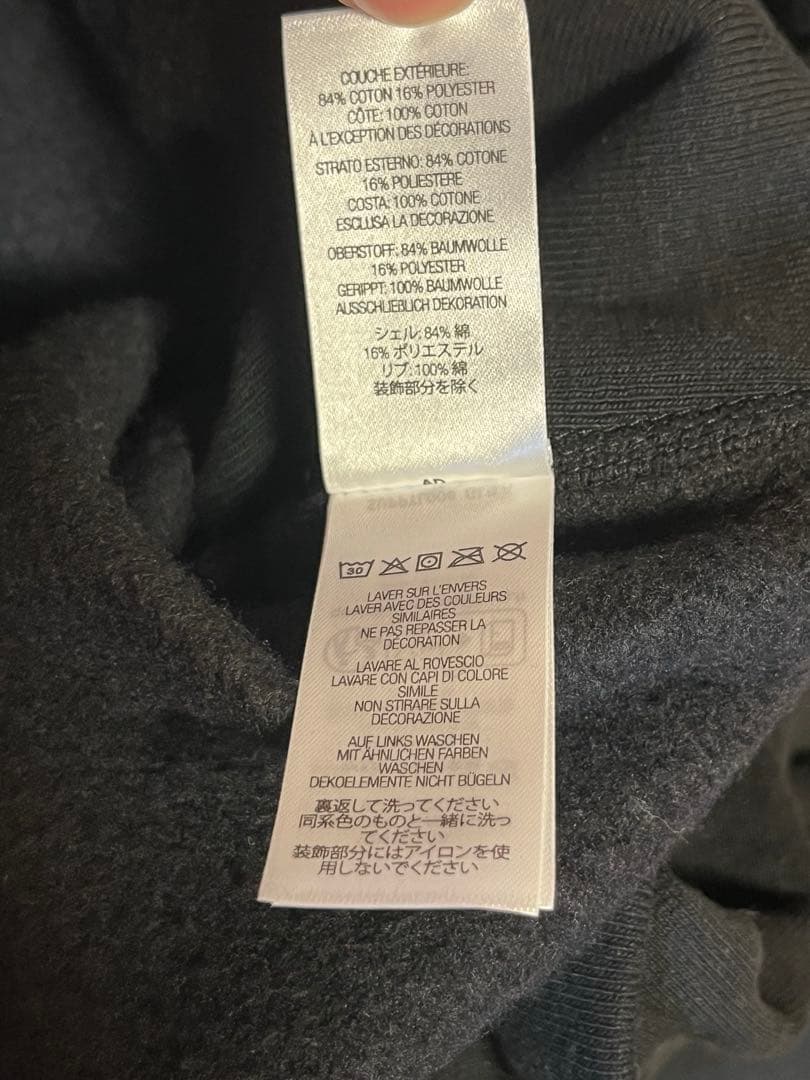 COUCHE EXTÉRIEURE:
84% COTON 16% POLYESTER
CÔTE: 100% COTON
À L'EXCEPTION DES DÉCORATIONS
STRATO ESTERNO: 84% COTONE
16% POLIESTERE
COSTA: 100% COTONE
ESCLUSA LA DECORAZIONE
OBERSTOFF: 84% BAUMWOLLE
16% POLYESTER
GERIPPT: 100% BAUMWOLLE
AUSSCHLIEBLICH DEKORATION
シェル: 84% 綿
16% ポリエステル
リブ: 100% 綿
装飾部分を除く
30
LAVER SUR L'ENVERS
LAVER AVEC DES COULEURS
SIMILAIRES
NE PAS REPASSER LA
DÉCORATION
LAVARE AL ROVESCIO
LAVARE CON CAPI DI COLORE
SIMILE
NON STIRARE SULLA
DECORAZIONE
AUF LINKS WASCHEN
MIT ÄHNLICHEN FARBEN
WASCHEN
DEKOELEMENTE NICHT BÜGELN
裏返して洗ってください
同系色のものと一緒に洗っ
てください
装飾部分にはアイロンを使
用しないでください